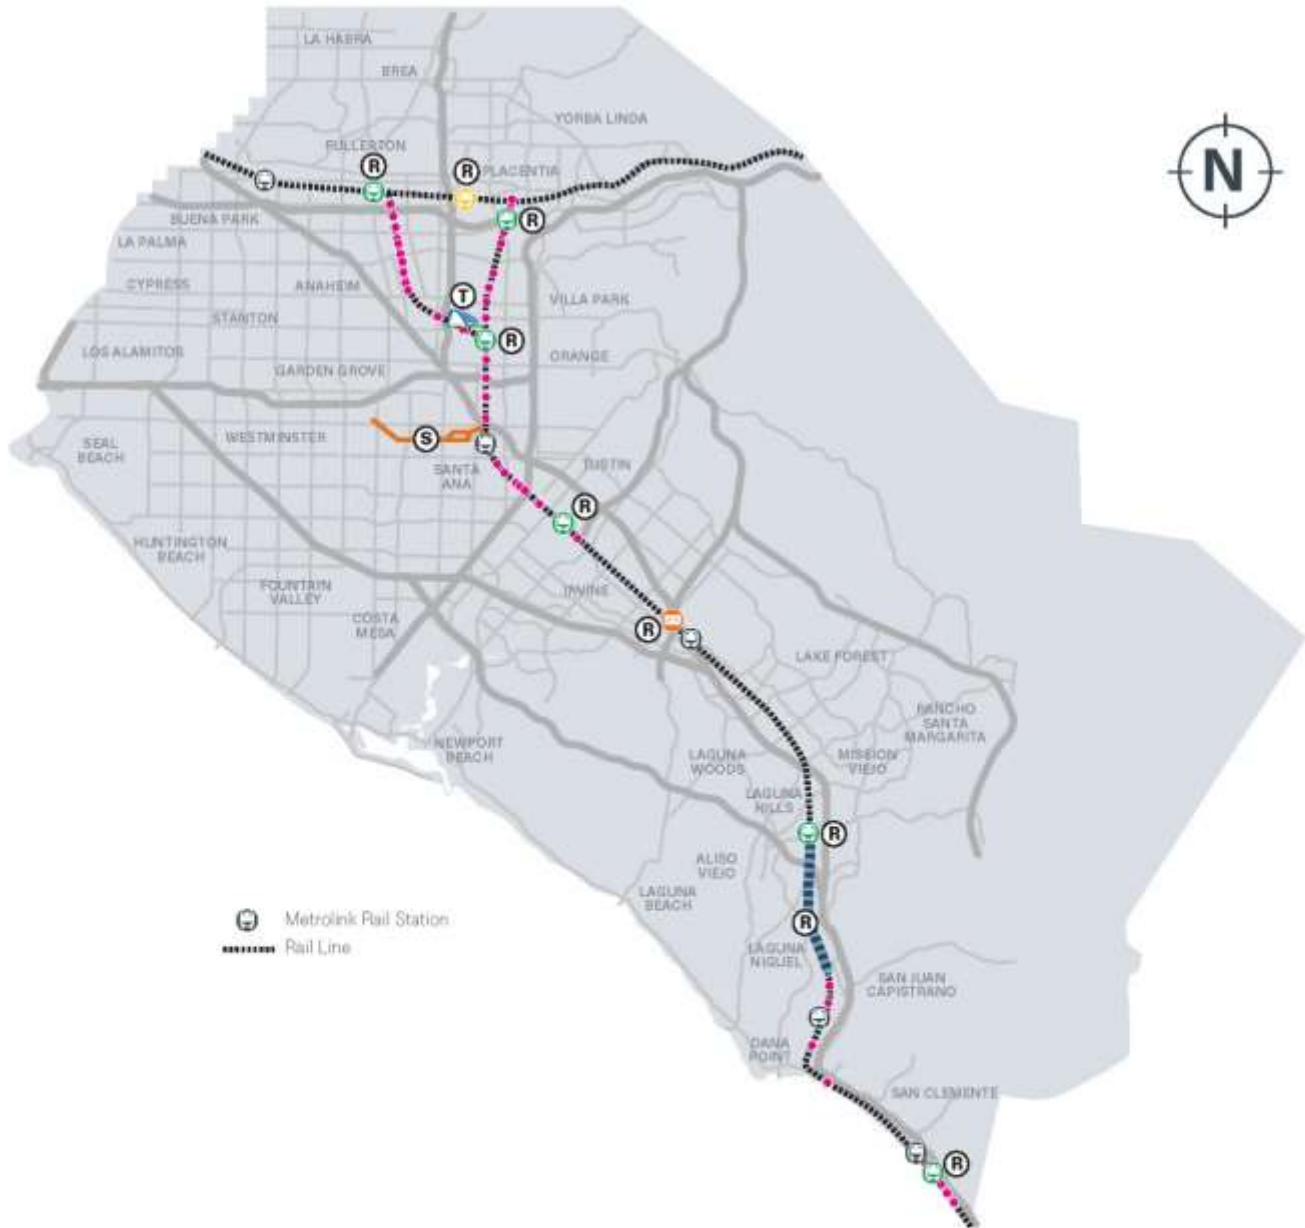 LA HABRA
BREA
YORBA LINDA
FULLERTON
R
R
PLACENTIA
N
R
BUENA PARK
LA PALMA
CYPRESS
ANAHEIM
T
VILLA PARK
STANTON
R
LOS ALAMITOS
ORANGE
GARDEN GROVE
S
WESTMINSTER
SEAL
BEACH
SANTA
ANA
TUSTIN
R
HUNTINGTON
BEACH
FOUNTAIN
VALLEY
IRVINE
COSTA
MESA
R
LAKE FOREST
RANCHO
SANTA
MARGARITA
NEWPORT
BEACH
LAGUNA
WOODS
MISSION
VIEJO
LAGUNA
HILLS
R
ALISO
VIEJO
LAGUNA
BEACH
R
Metrolink Rail Station
Rail Line
LAGUNA
NIGUEL
SAN JUAN
CAPISTRANO
DANA
POINT
SAN CLEMENTE
R